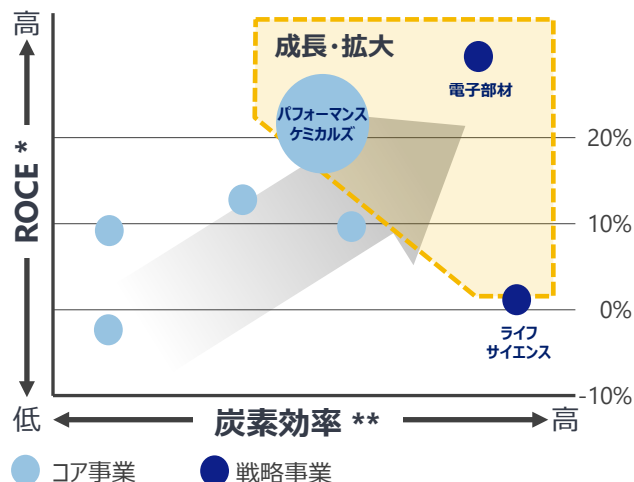 高
成長・拡大
パフォーマンス
ケミカルズ
電子部材
20%
ROCE *
10%
0%
ライフ
サイエンス
-10%
低
炭素効率 **
高
コア事業
戦略事業